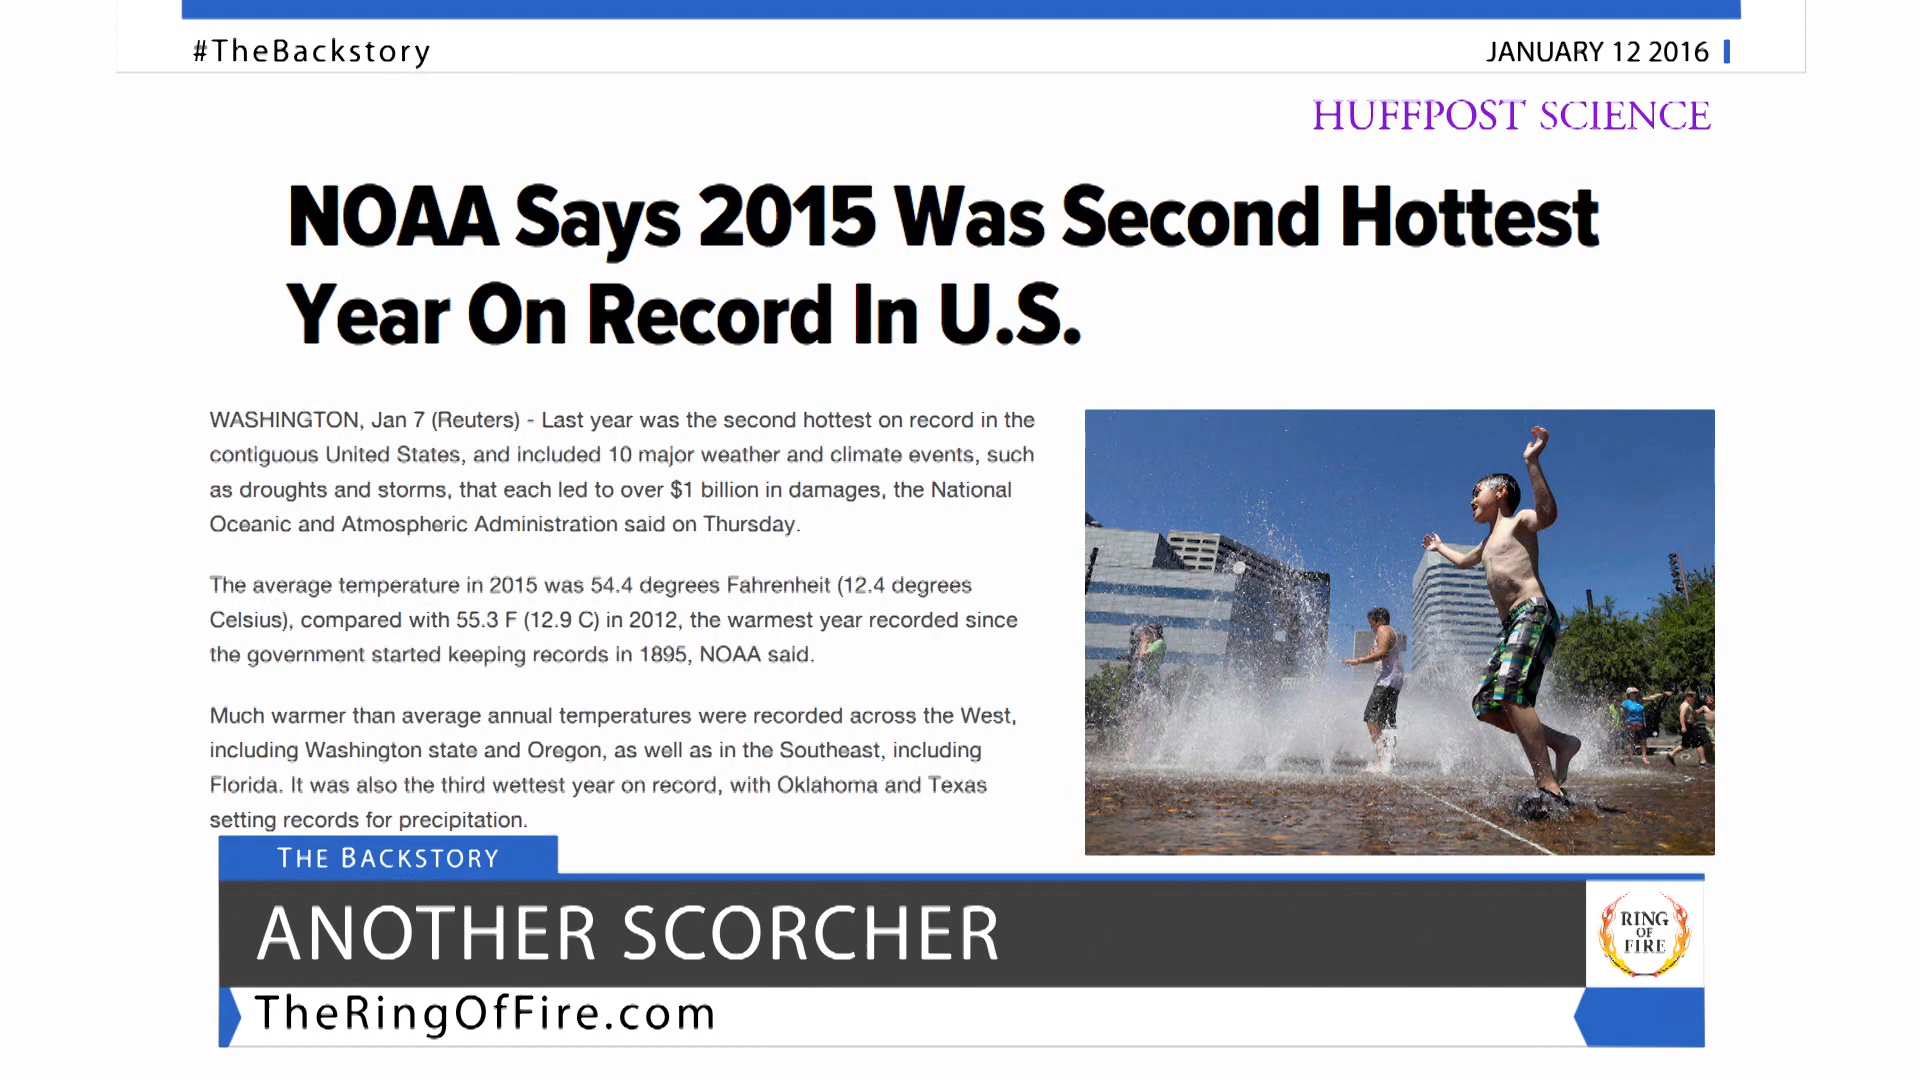 #TheBackstory
JANUARY 12 2016
HUFFPOST SCIENCE
NOAA Says 2015 Was Second Hottest
Year On Record In U.S.
WASHINGTON, Jan 7 (Reuters) - Last year was the second hottest on record in the
contiguous United States, and included 10 major weather and climate events, such
as droughts and storms, that each led to over $1 billion in damages, the National
Oceanic and Atmospheric Administration said on Thursday.
The average temperature in 2015 was 54.4 degrees Fahrenheit (12.4 degrees
Celsius), compared with 55.3 F (12.9 C) in 2012, the warmest year recorded since
the government started keeping records in 1895, NOAA said.
Much warmer than average annual temperatures were recorded across the West,
including Washington state and Oregon, as well as in the Southeast, including
Florida. It was also the third wettest year on record, with Oklahoma and Texas
setting records for precipitation.
THE BACKSTORY
ANOTHER SCORCHER
RING
OF
FIRE
TheRingOfFire.com